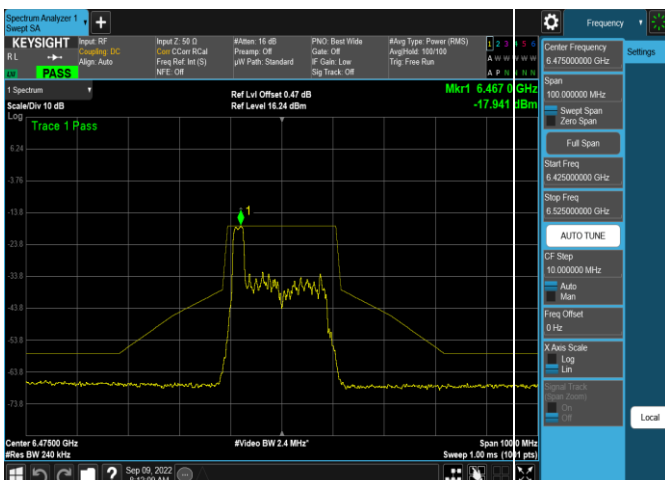 Spectrum Analyzer 1
Swept SA
+
Frequency
KEYSIGHT
R L
PASS
Input: RF
Coupling: DC
Align: Auto
Input Z: 50 Ω
Corr CCorr RCal
Freq Ref: Int (S)
NFE: Off
#Atten: 16 dB
Preamp: Off
µW Path: Standard
PNO: Best Wide
Gate: Off
IF Gain: Low
Sig Track: Off
#Avg Type: Power (RMS)
Avg|Hold: 100/100
Trig: Free Run
1 2 3 4 5 6
A W W W W W
A P N N N N
1 Spectrum
Scale/Div 10 dB
Ref Lvl Offset 0.47 dB
Ref Level 16.24 dBm
Mkr1 6.467 0 GHz
-17.941 dBm
Log
Trace 1 Pass
6.24
-3.76
-13.8
-23.8
-33.8
-43.8
-53.8
-63.8
-73.8
1
Center 6.47500 GHz
#Res BW 240 kHz
#Video BW 2.4 MHz*
Span 100.0 MHz
Sweep 1.00 ms (1001 pts)
Sep 09, 2022
Center Frequency
6.475000000 GHz
Settings
Span
100.000000 MHz
Swept Span
Zero Span
Full Span
Start Freq
6.425000000 GHz
Stop Freq
6.525000000 GHz
AUTO TUNE
CF Step
10.000000 MHz
Auto
Man
Freq Offset
0 Hz
X Axis Scale
Log
Lin
Signal Track
(Span Zoom)
On
Off
Local